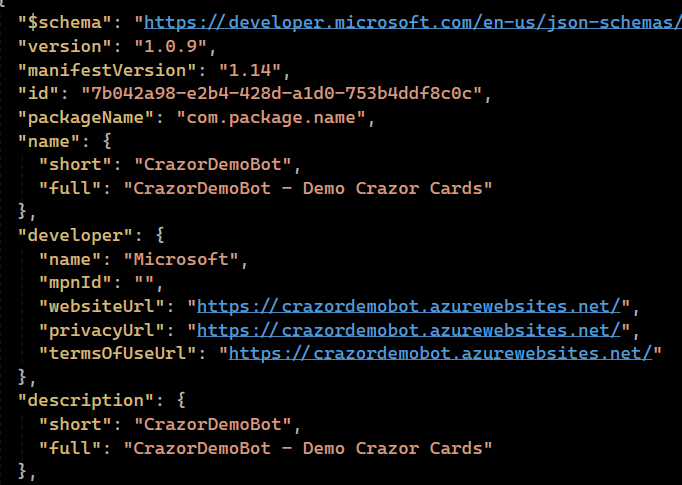 {
"$schema": "https://developer.microsoft.com/en-us/json-schemas/
"version": "1.0.9",
"manifestVersion": "1.14",
"id": "7b042a98-e2b4-428d-a1d0-753b4ddf8c0c",
"packageName": "com.package.name",
"name": {
"short": "CrazorDemoBot",
"full": "CrazorDemoBot - Demo Crazor Cards"
},
"developer": {
"name": "Microsoft",
"mpnId": "",
"websiteUrl": "https://crazordemobot.azurewebsites.net/",
"privacyUrl": "https://crazordemobot.azurewebsites.net/",
"termsOfUseUrl": "https://crazordemobot.azurewebsites.net/"
},
"description": {
"short": "CrazorDemoBot",
"full": "CrazorDemoBot - Demo Crazor Cards"
},